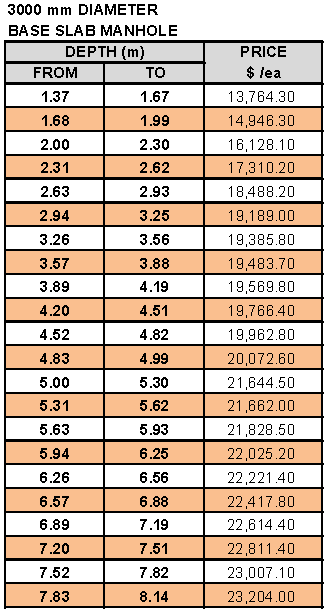 3000 mm DIAMETER
BASE SLAB MANHOLE
DEPTH (m) PRICE
FROM TO $ /ea
1.37 1.67 13,764.30
1.68 1.99 14,946.30
2.00 2.30 16,128.10
2.31 2.62 17,310.20
2.63 2.93 18,488.20
2.94 3.25 19,189.00
3.26 3.56 19,385.80
3.57 3.88 19,483.70
3.89 4.19 19,569.80
4.20 4.51 19,766.40
4.52 4.82 19,962.80
4.83 4.99 20,072.60
5.00 5.30 21,644.50
5.31 5.62 21,662.00
5.63 5.93 21,828.50
5.94 6.25 22,025.20
6.26 6.56 22,221.40
6.57 6.88 22,417.80
6.89 7.19 22,614.40
7.20 7.51 22,811.40
7.52 7.82 23,007.10
7.83 8.14 23,204.00